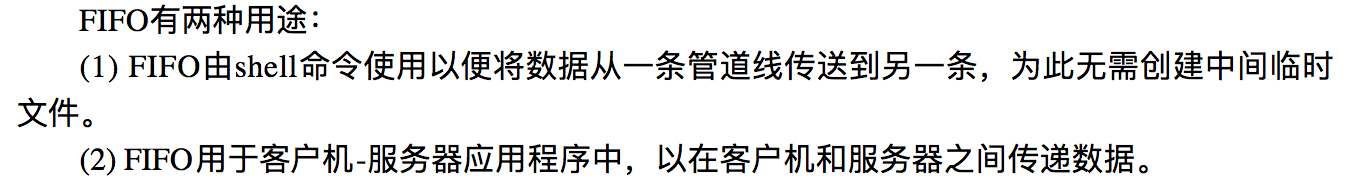 FIFO有两种用途：
(1) FIFO由shell命令使用以便将数据从一条管道线传送到另一条，为此无需创建中间临时
文件。
(2) FIFO用于客户机-服务器应用程序中，以在客户机和服务器之间传递数据。